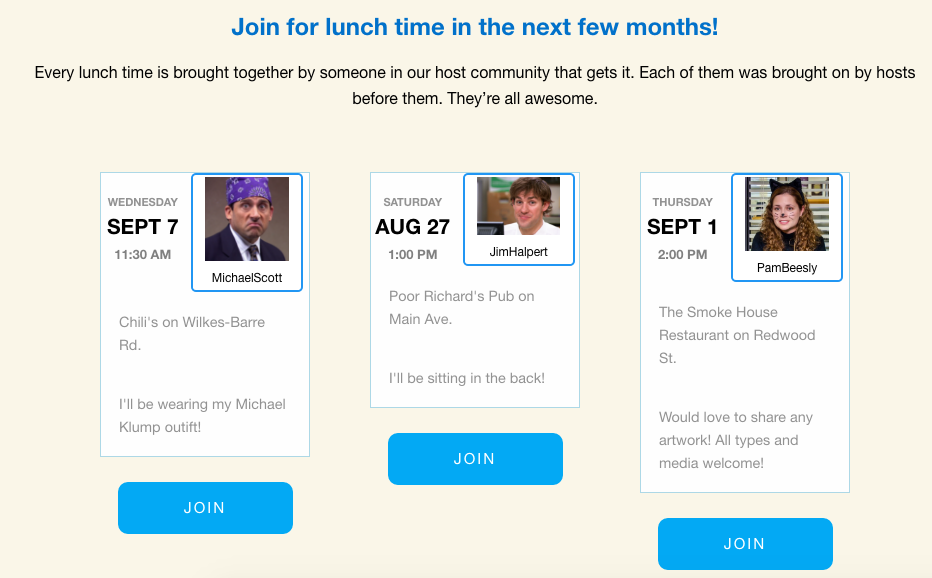 Join for lunch time in the next few months!
Every lunch time is brought together by someone in our host community that gets it. Each of them was brought on by hosts
before them. They're all awesome.
WEDNESDAY
SEPT 7
11:30 AM
MichaelScott
Chili's on Wilkes-Barre
Rd.
I'll be wearing my Michael
Klump outift!
JOIN
SATURDAY
AUG 27
1:00 PM
JimHalpert
Poor Richard's Pub on
Main Ave.
I'll be sitting in the back!
JOIN
THURSDAY
SEPT 1
2:00 PM
PamBeesly
The Smoke House
Restaurant on Redwood
St.
Would love to share any
artwork! All types and
media welcome!
JOIN